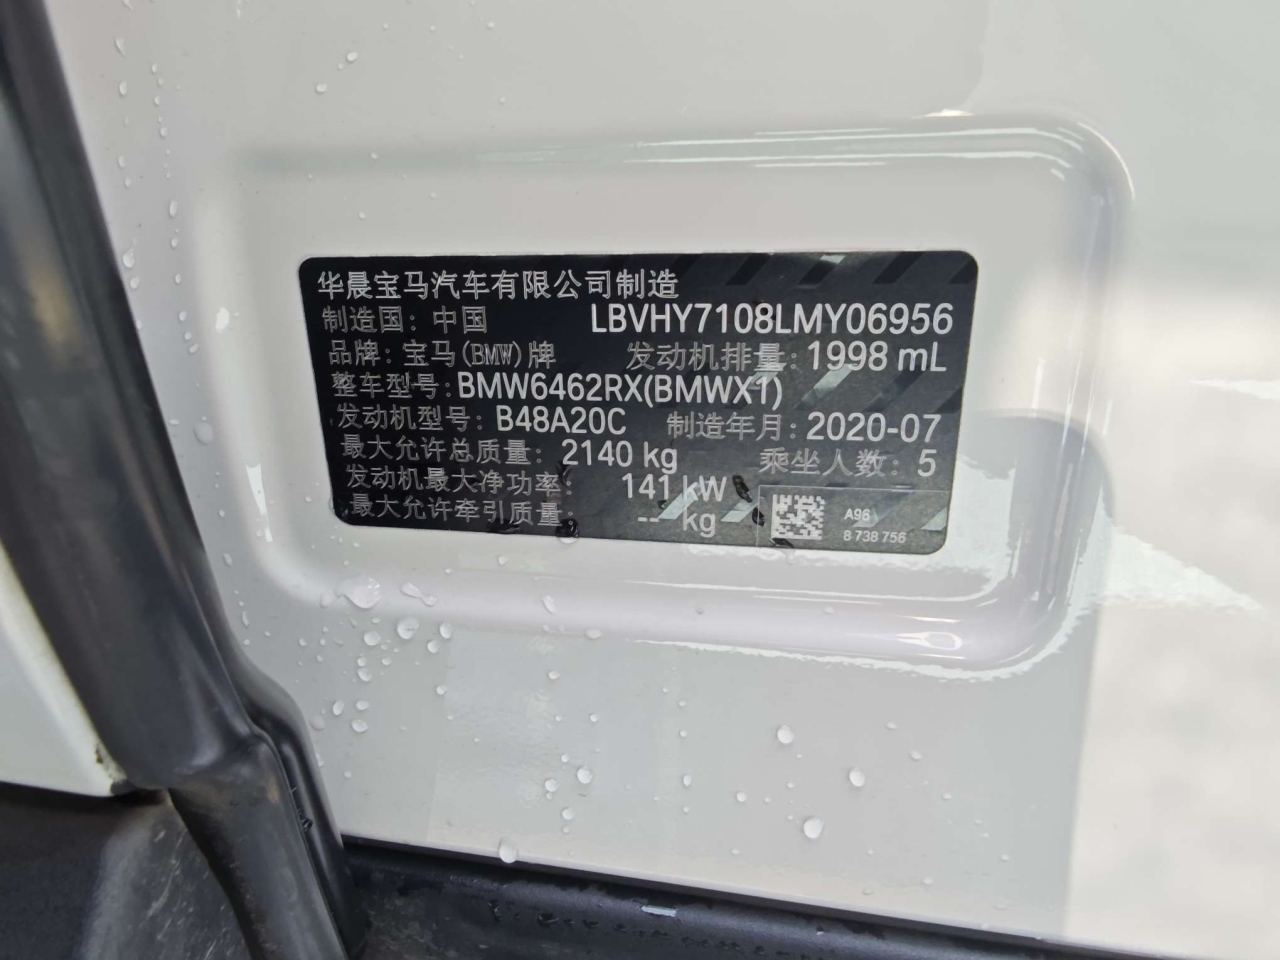 华晨宝马汽车有限公司制造
制造国: 中国 LBVHY7108LMY06956
品牌: 宝马(BMW)牌 发动机排量: 1998 mL
整车型号: BMW6462RX(BMWX1)
发动机型号: B48A20C 制造年月: 2020-07
最大允许总质量: 2140 kg 乘坐人数: 5
发动机最大净功率: 141 kW
最大允许牵引质量: -- kg
A96
8 738 756